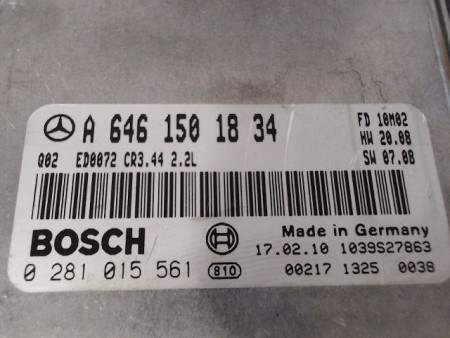 A 646 150 18 34
FD 10M02
HW 20.08
SW 07.08
Q02 ED0072 CR3.44 2.2L
BOSCH
Made in Germany
17.02.10 1039S27863
0 281 015 561 810
00217 1325 0038